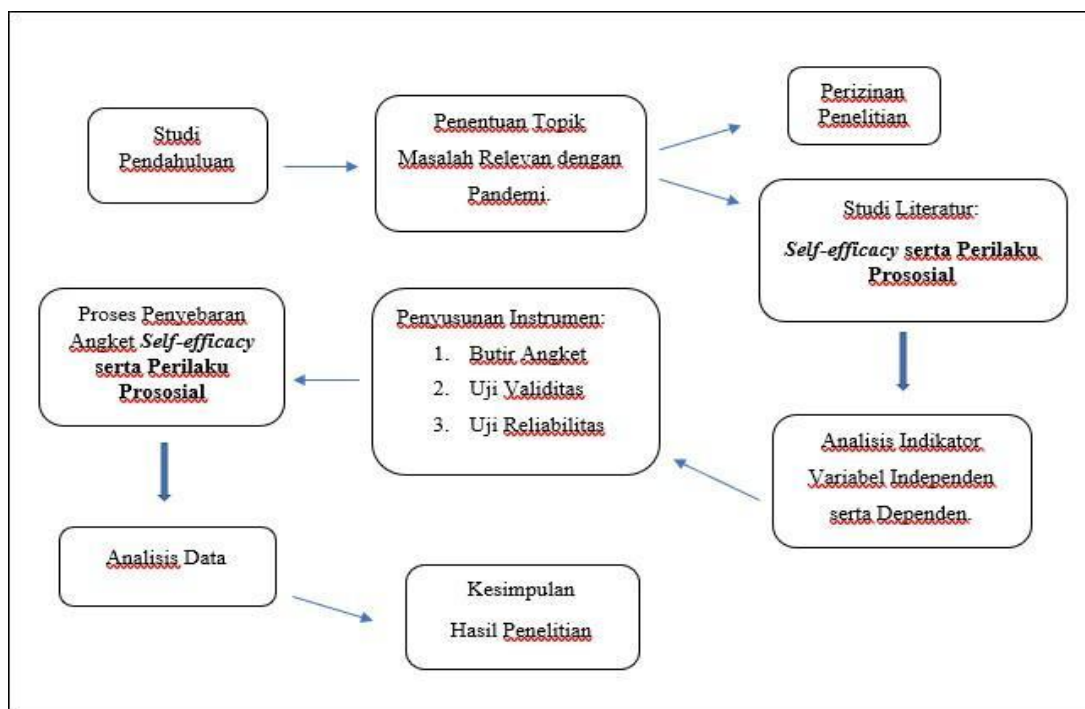 Studi
Pendahuluan
Penentuan Topik
Masalah Relevan dengan
Pandemi.
Perizinan
Penelitian
Studi Literatur:
Self-efficacy serta Perilaku
Prososial
Analisis Indikator
Variabel Independen
serta Dependen.
Penyusunan Instrumen:
1. Butir Angket
2. Uji Validitas
3. Uji Reliabilitas
Proses Penyebaran
Angket Self-efficacy
serta Perilaku
Prososial
Analisis Data
Kesimpulan
Hasil Penelitian